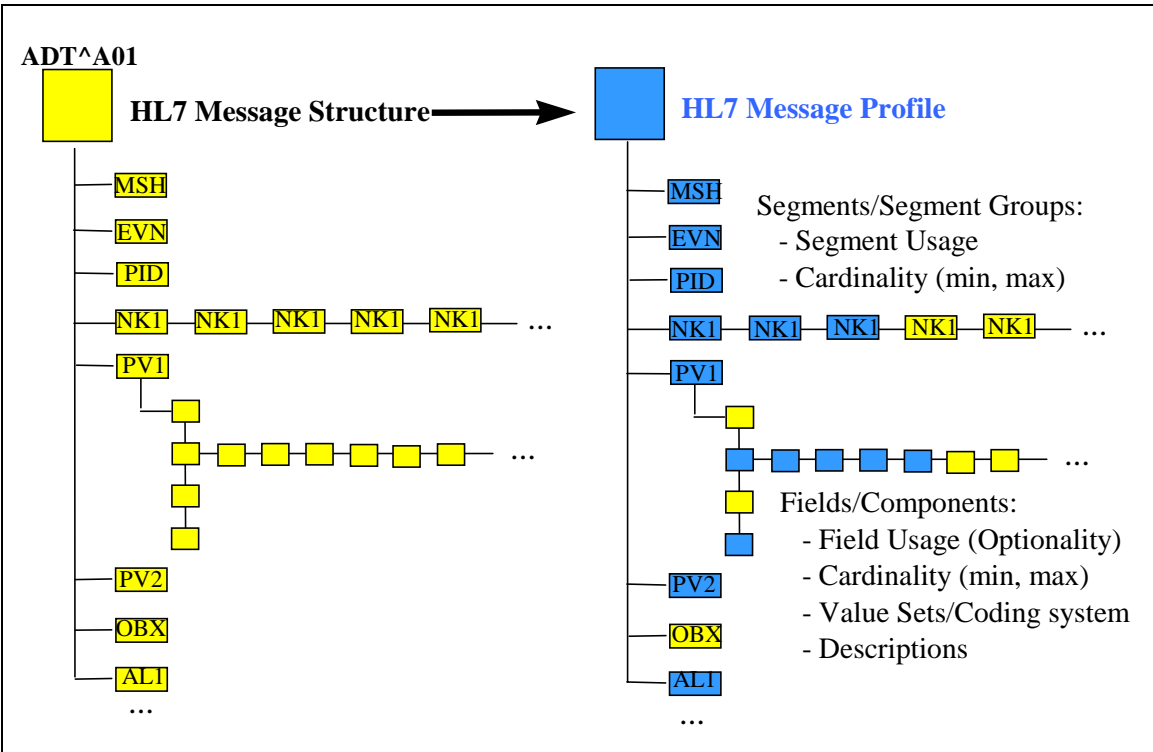 ADT^A01
HL7 Message Structure
MSH
EVN
PID
NK1 NK1 NK1 NK1 NK1 ...
PV1
...
PV2
OBX
AL1
...
HL7 Message Profile
MSH
EVN
PID
Segments/Segment Groups:
- Segment Usage
- Cardinality (min, max)
NK1 NK1 NK1 NK1 NK1 ...
PV1
...
Fields/Components:
- Field Usage (Optionality)
- Cardinality (min, max)
- Value Sets/Coding system
- Descriptions
PV2
OBX
AL1
...